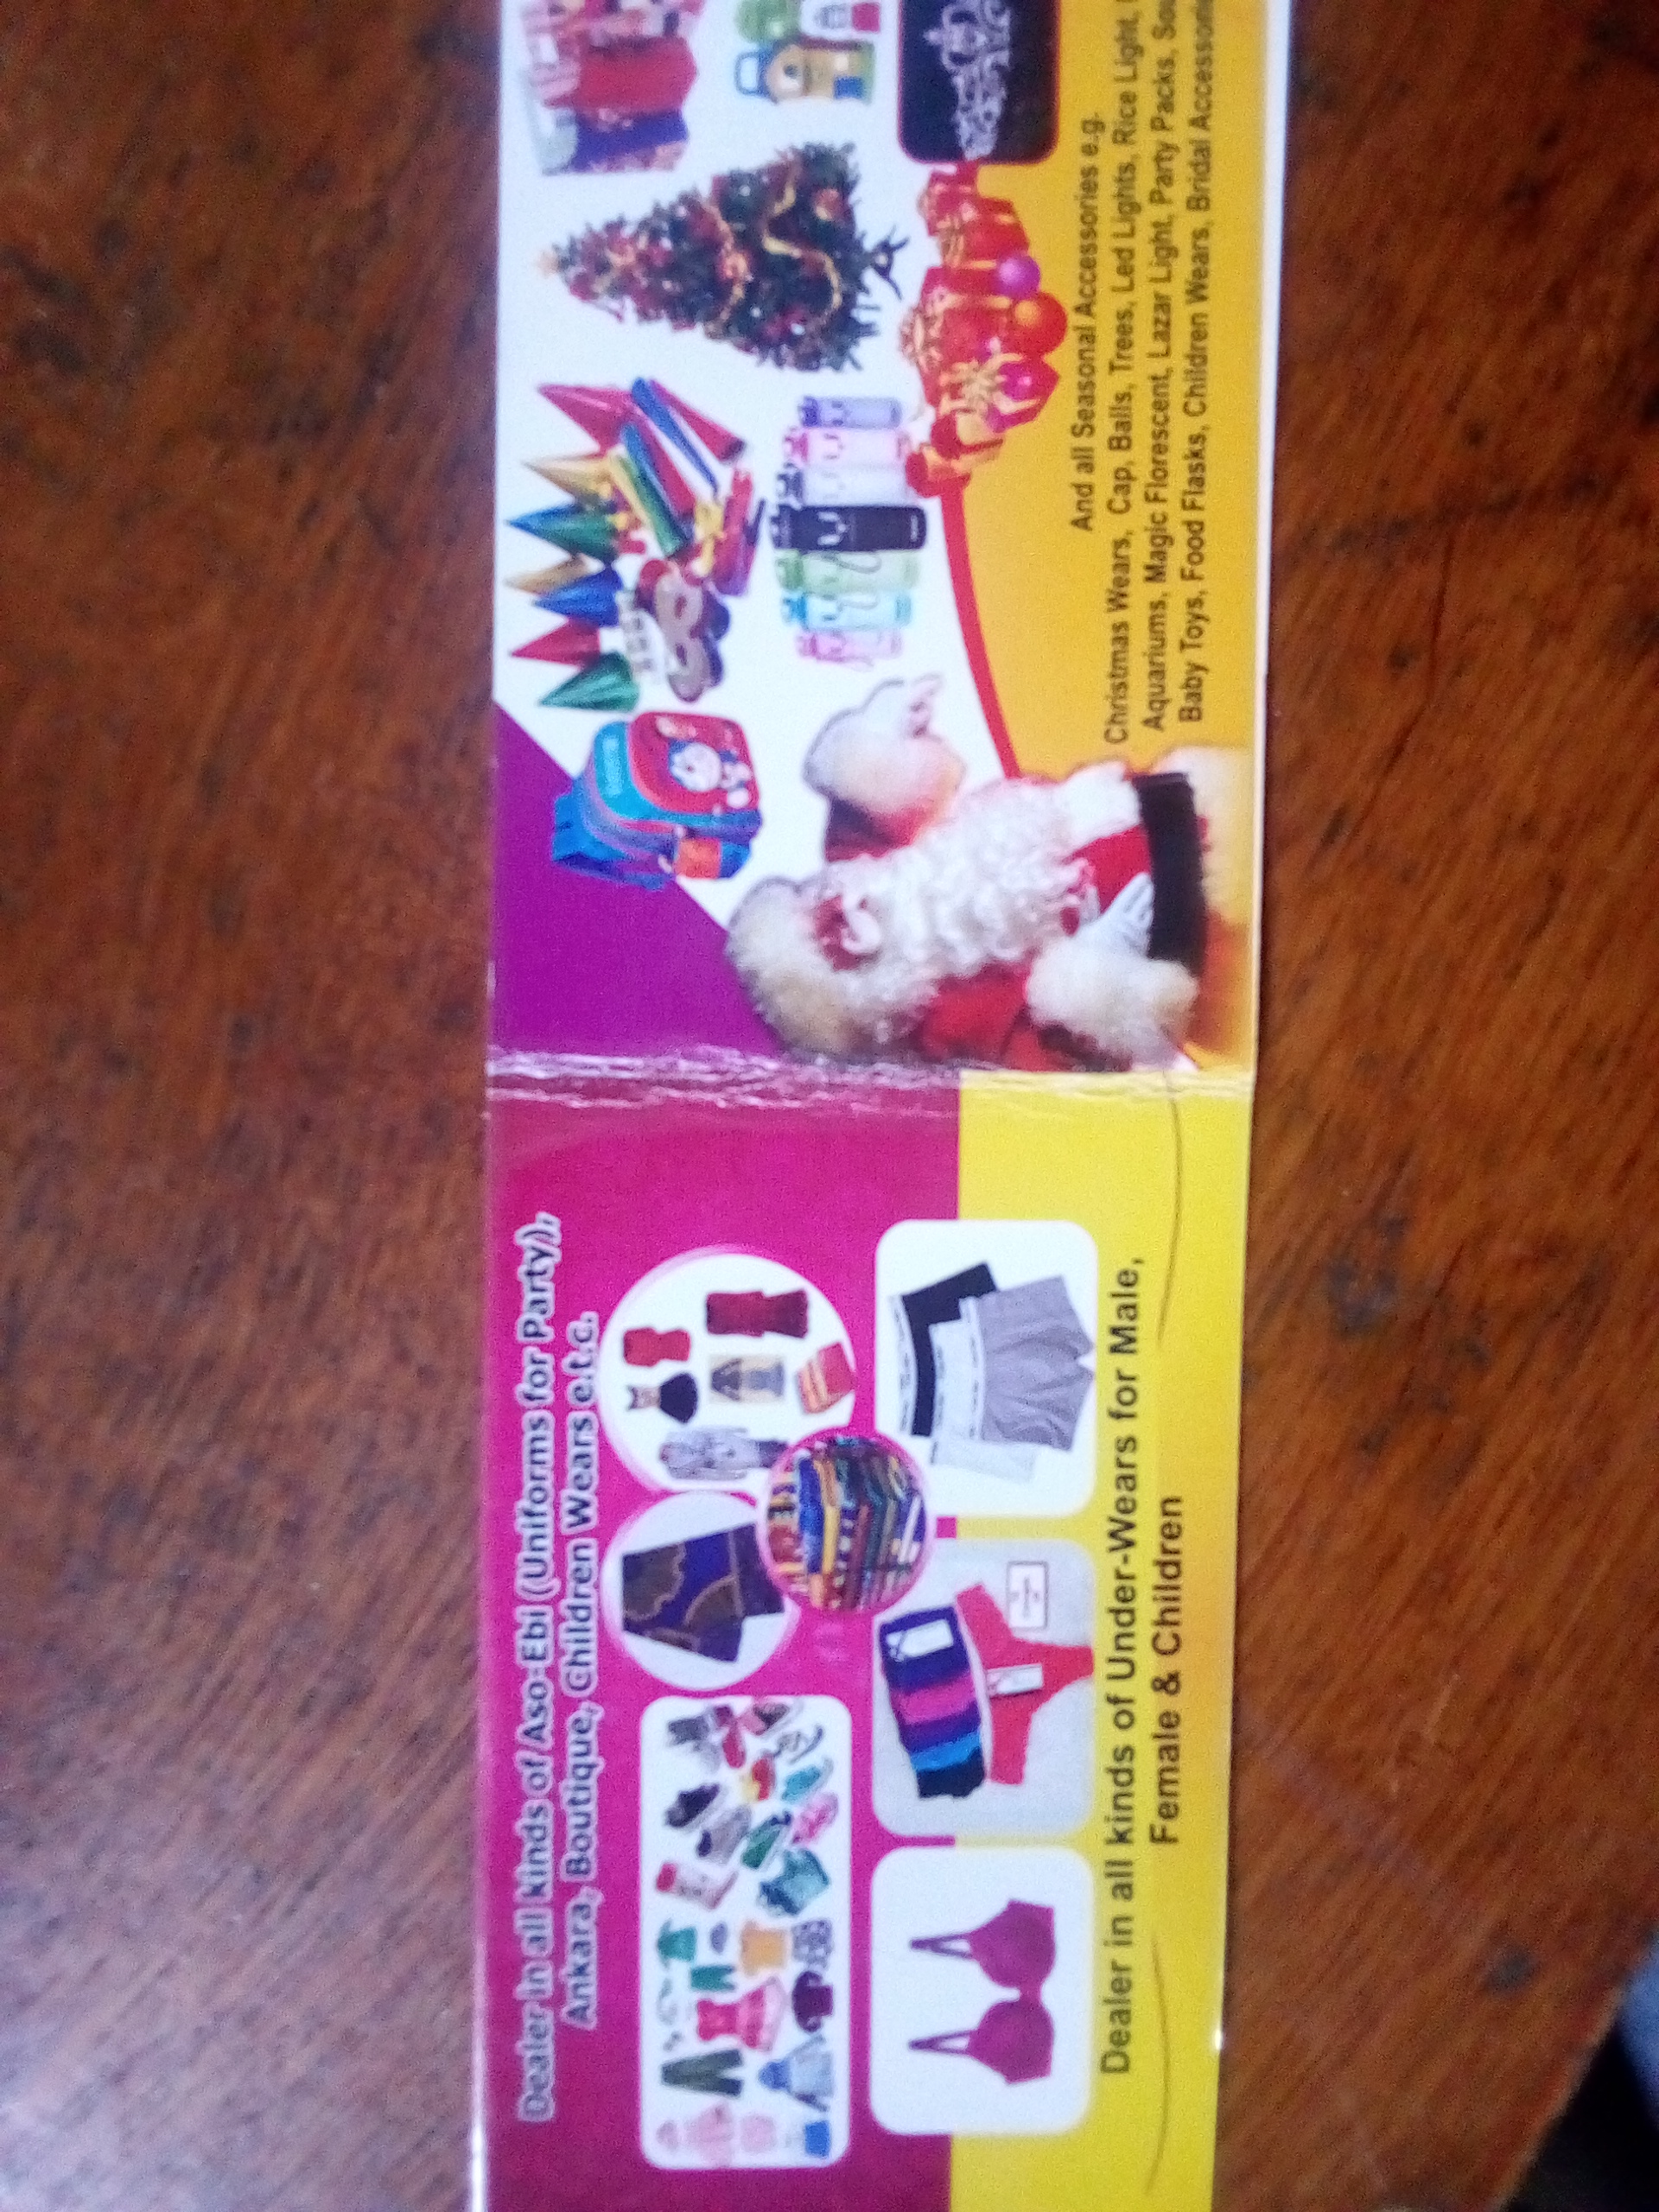 Dealer in all kinds of Aso-Ebi (Uniforms for Party),
Ankara, Boutique, Children Wears e.t.c.
Dealer in all kinds of Under-Wears for Male,
Female & Children
And all Seasonal Accessories e.g.
Christmas Wears, Cap, Balls, Trees, Led Lights, Rice Light,
Aquariums, Magic Florescent, Lazar Light, Party Packs,
Baby Toys, Food Flasks, Children Wears, Bridal